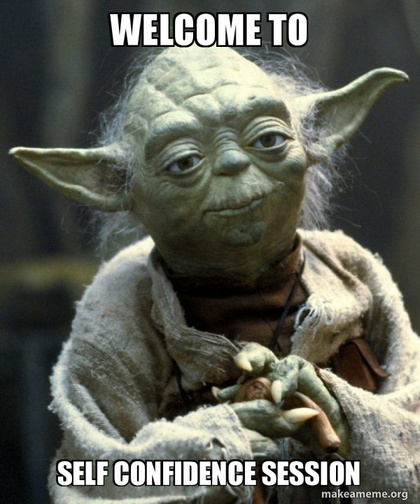 WELCOME TO
SELF CONFIDENCE SESSION
makeameme.org